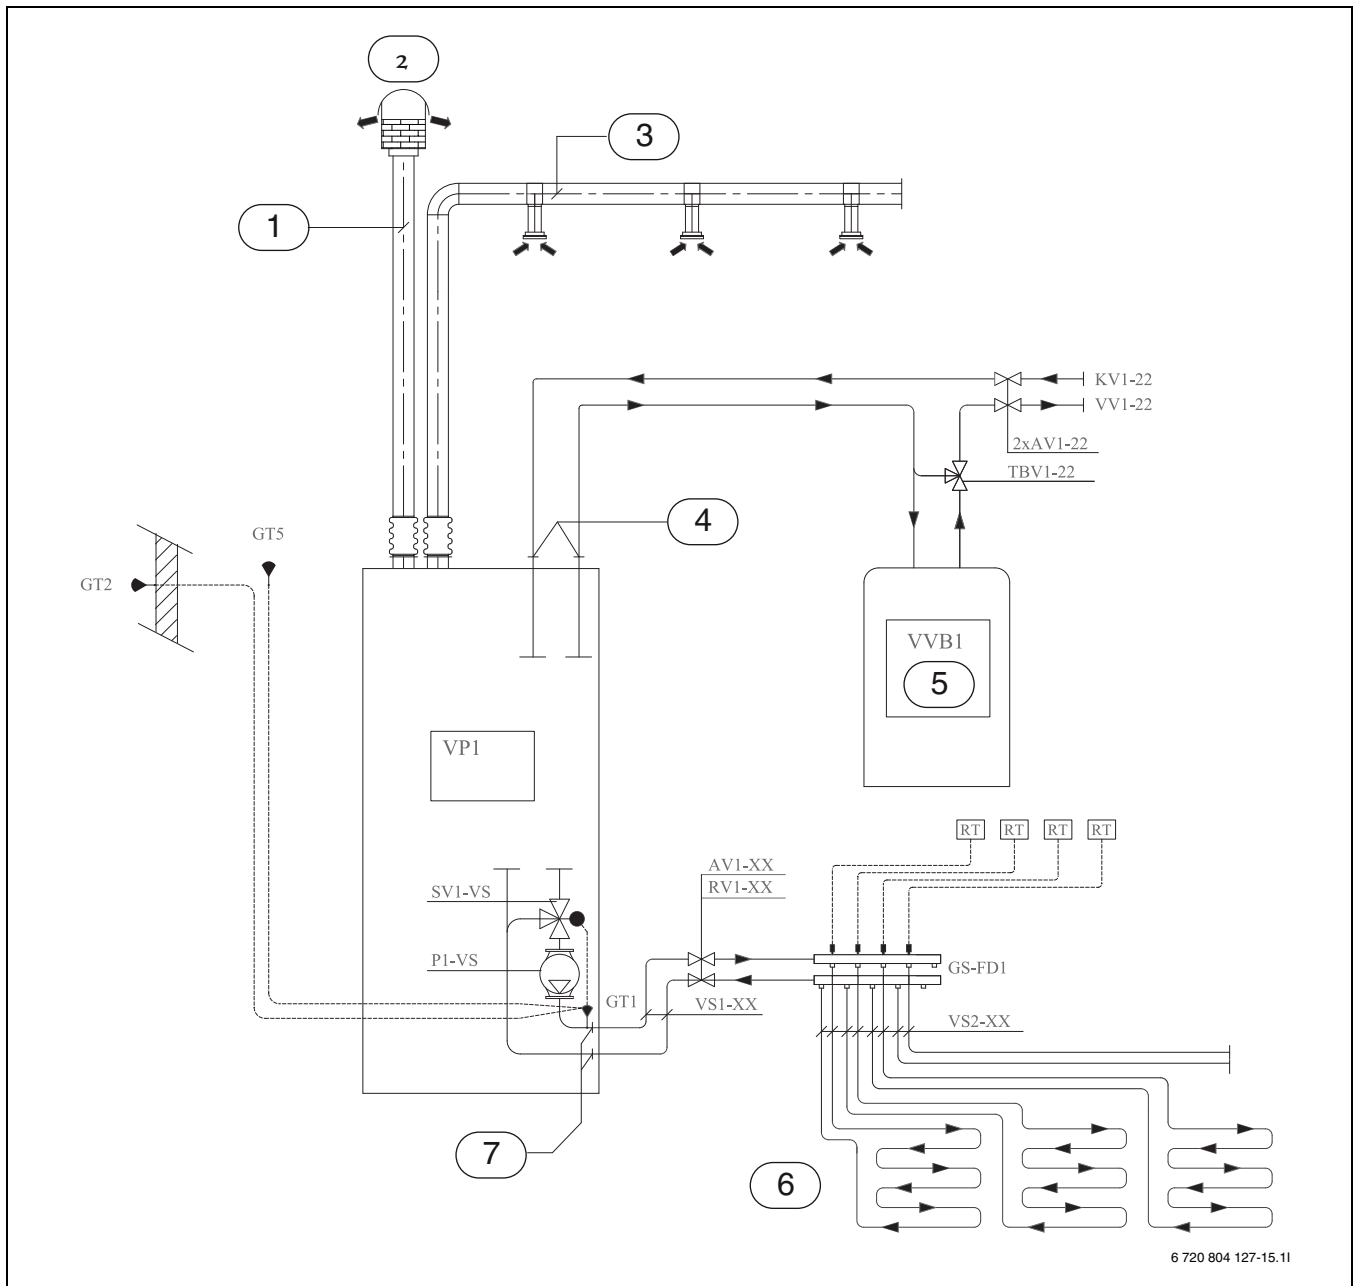 2
3
1
KV1-22
VV1-22
2xAV1-22
TBV1-22
4
GT5
GT2
VVB1
5
VP1
RT RT RT RT
AV1-XX
RV1-XX
SV1-VS
P1-VS
GS-FD1
GT1
VS1-XX
VS2-XX
7
6
6 720 804 127-15.1I